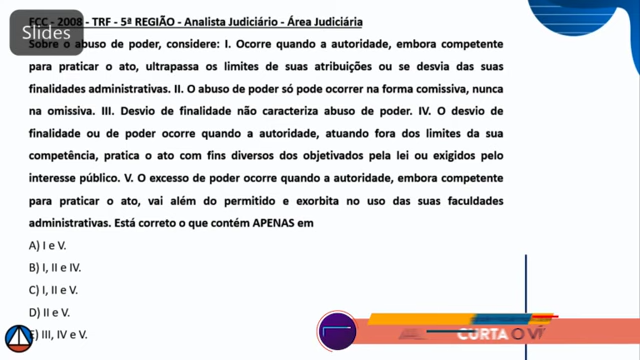 FCC - 2008 - TRF - 5ª REGIÃO - Analista Judiciário - Área Judiciária
Slides
Sobre o abuso de poder, considere: I. Ocorre quando a autoridade, embora competente
para praticar o ato, ultrapassa os limites de suas atribuições ou se desvia das suas
finalidades administrativas. II. O abuso de poder só pode ocorrer na forma comissiva, nunca
na omissiva. III. Desvio de finalidade não caracteriza abuso de poder. IV. O desvio de
finalidade ou de poder ocorre quando a autoridade, atuando fora dos limites da sua
competência, pratica o ato com fins diversos dos objetivados pela lei ou exigidos pelo
interesse público. V. O excesso de poder ocorre quando a autoridade, embora competente
para praticar o ato, vai além do permitido e exorbita no uso das suas faculdades
administrativas. Está correto o que contém APENAS em
A) I e V.
B) I, II e IV.
C) I, II e V.
D) II e V.
E) III, IV e V.
CURTA O